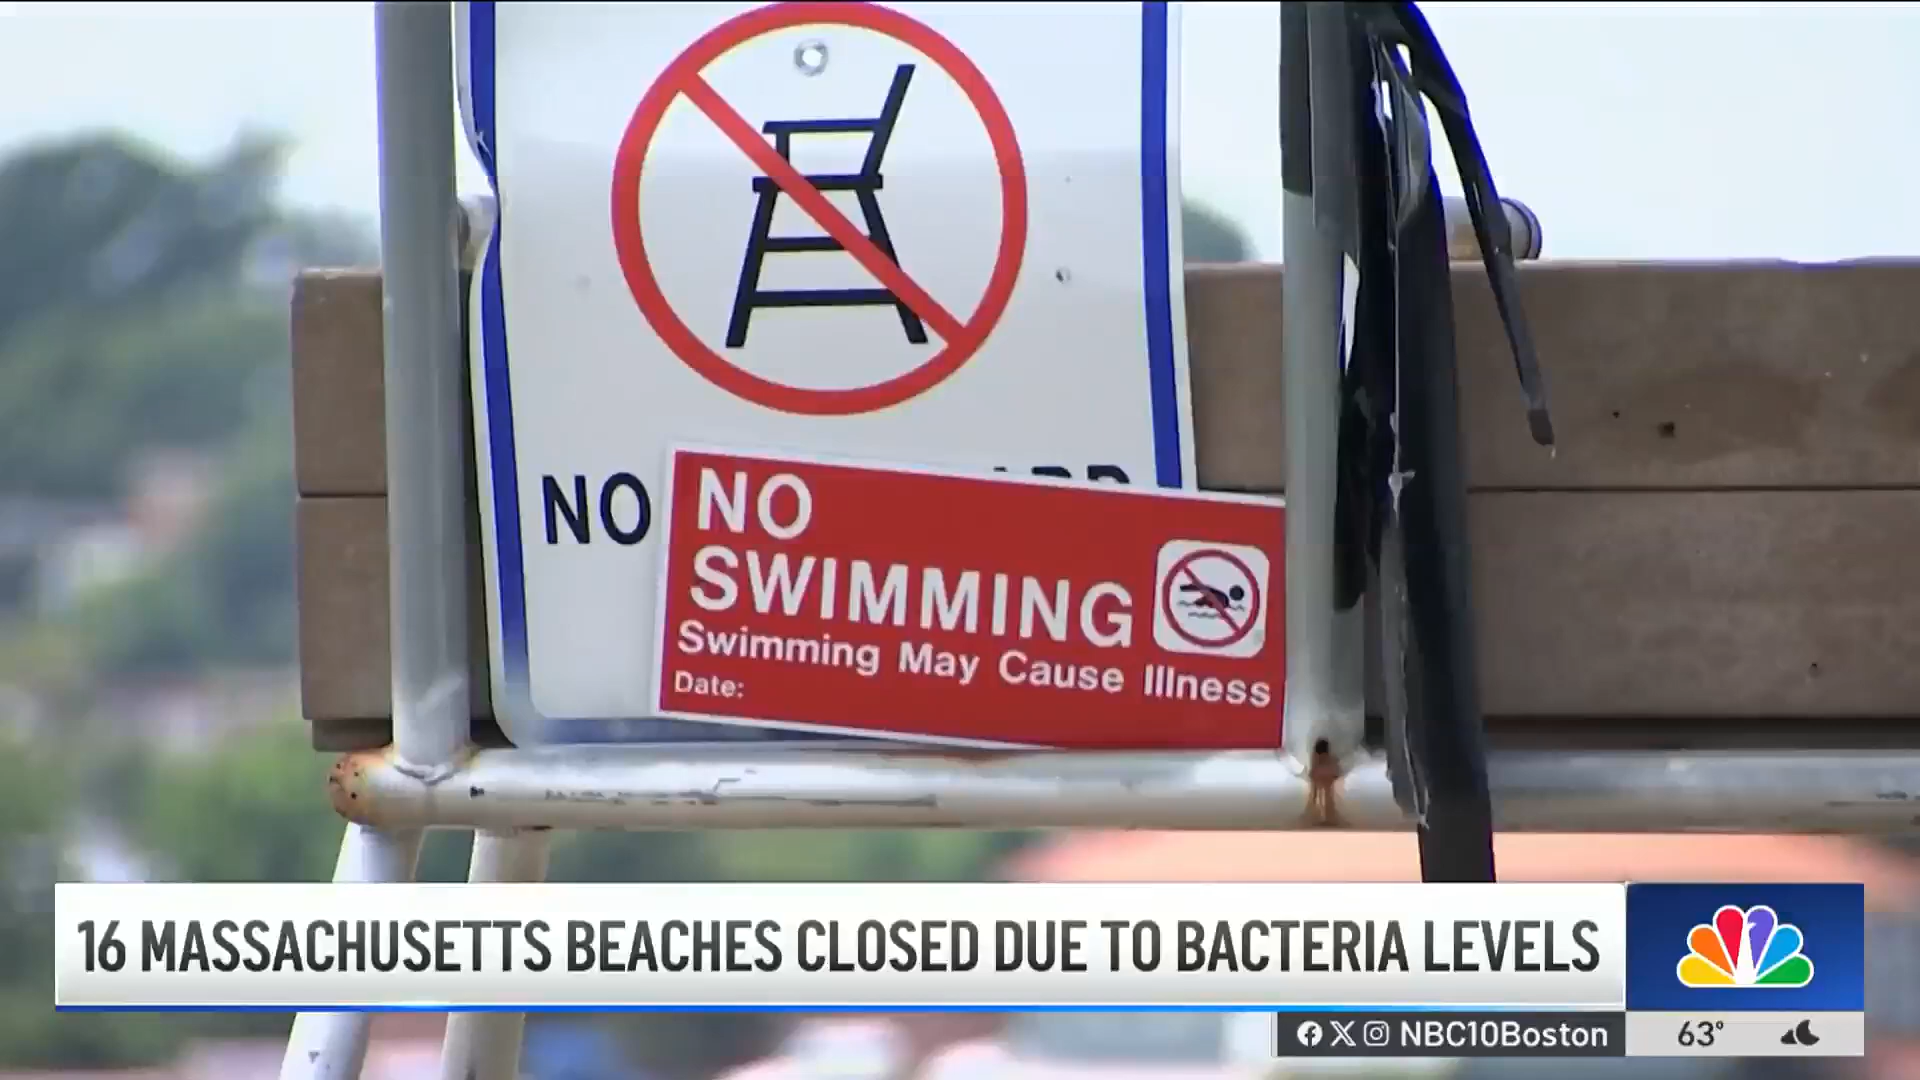 NO
NO
SWIMMING
Swimming May Cause Illness
Date:
16 MASSACHUSETTS BEACHES CLOSED DUE TO BACTERIA LEVELS
NBC10Boston
63°